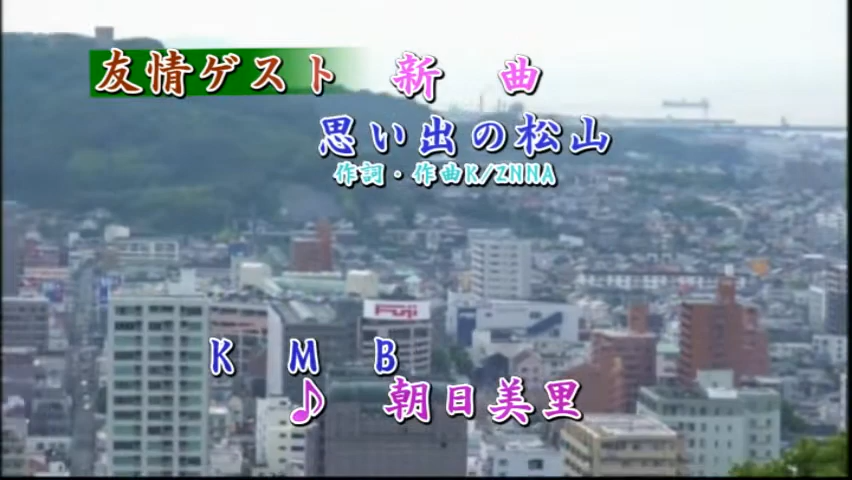 友情ゲスト 新 曲
思い出の松山
作詞・作曲K/ZNNA
Fuji
K M B
♪ 朝日美里